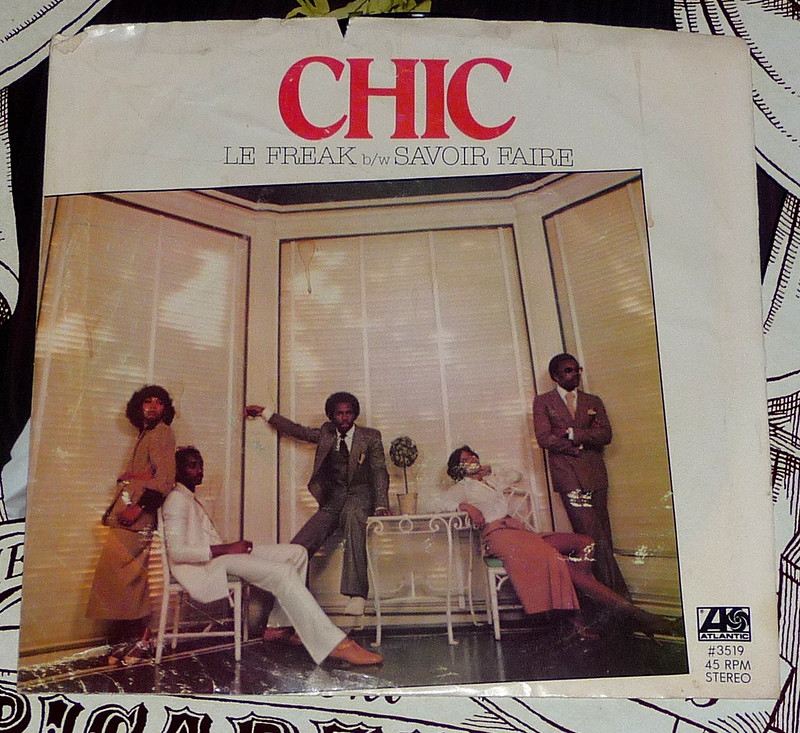 CHIC
LE FREAK b/w SAVOIR FAIRE
ATLANTIC
#3519
45 RPM
STEREO